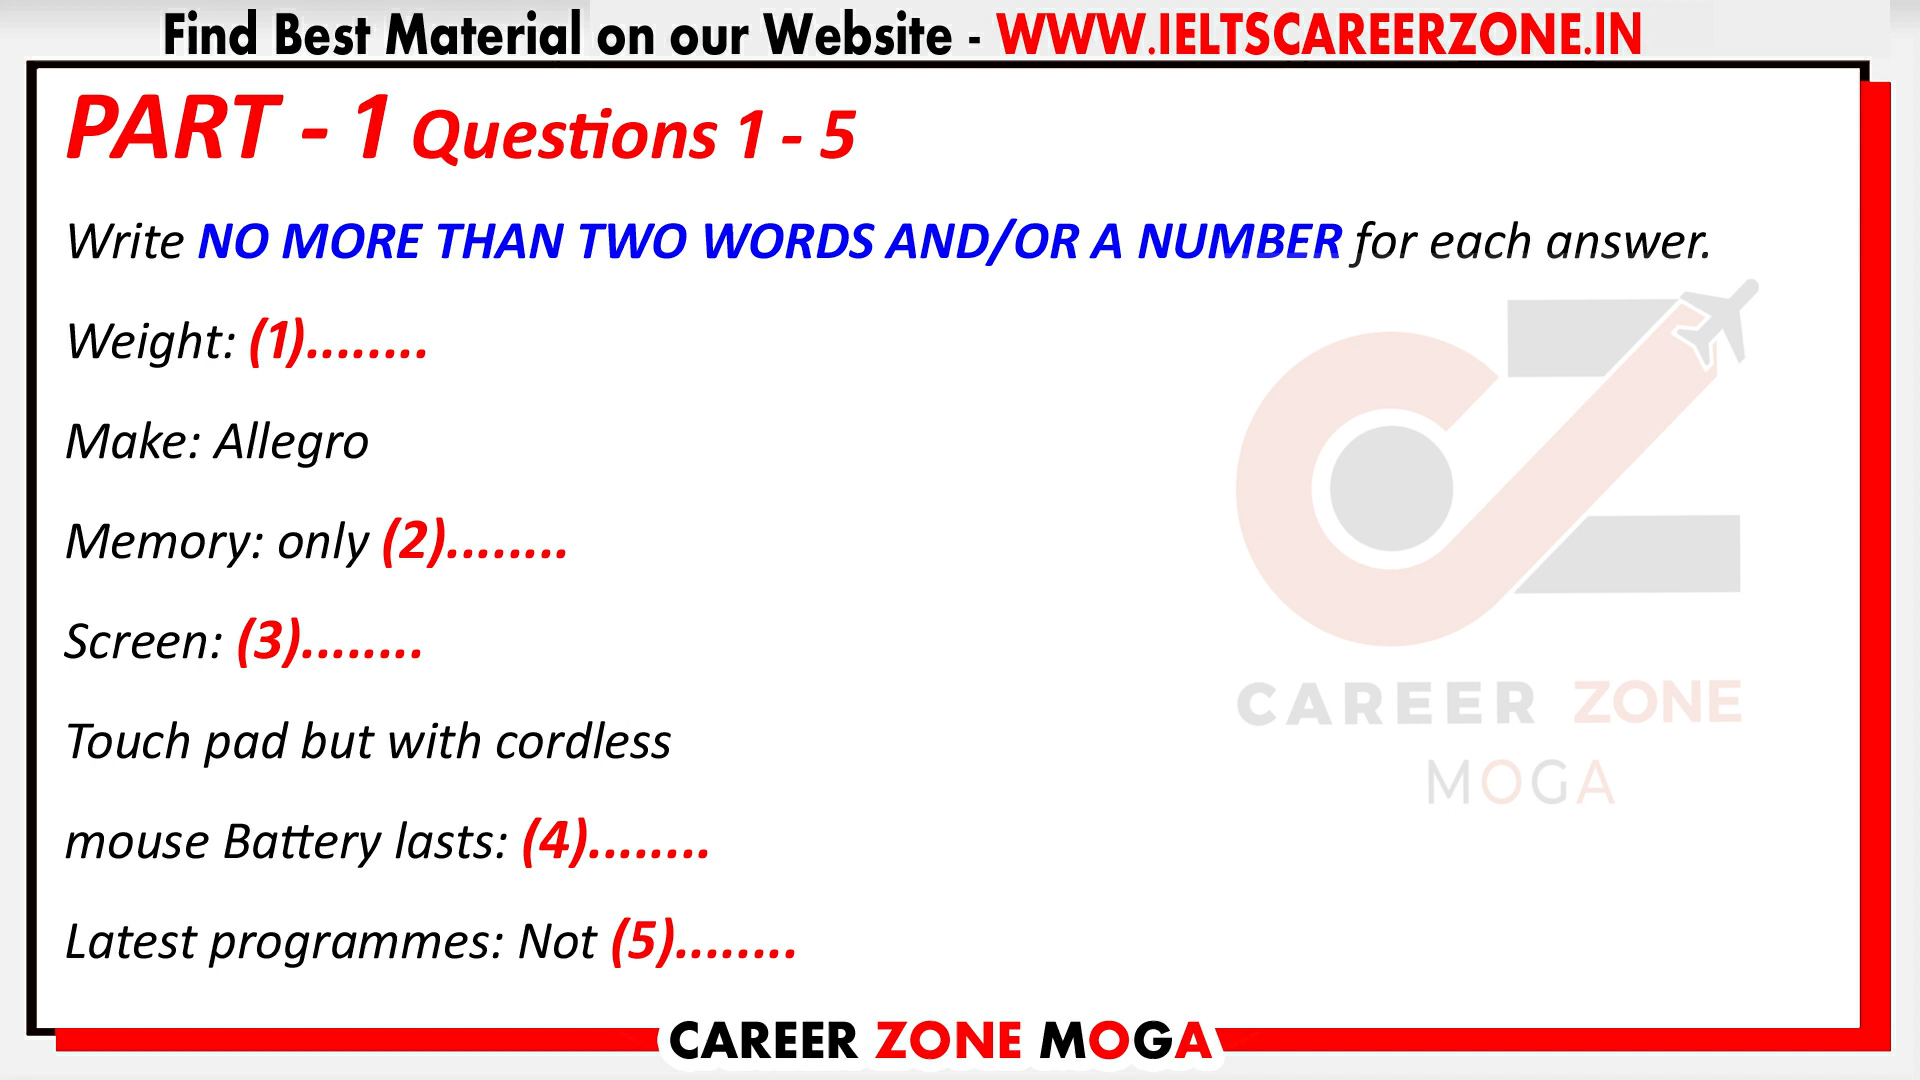 Find Best Material on our Website - WWW.IELTSCAREERZONE.IN
PART - 1 Questions 1 - 5
Write NO MORE THAN TWO WORDS AND/OR A NUMBER for each answer.
Weight: (1)........
Make: Allegro
Memory: only (2)........
Screen: (3)........
Touch pad but with cordless
mouse Battery lasts: (4)........
Latest programmes: Not (5)........
CAREER ZONE
MOGA
CAREER ZONE MOGA